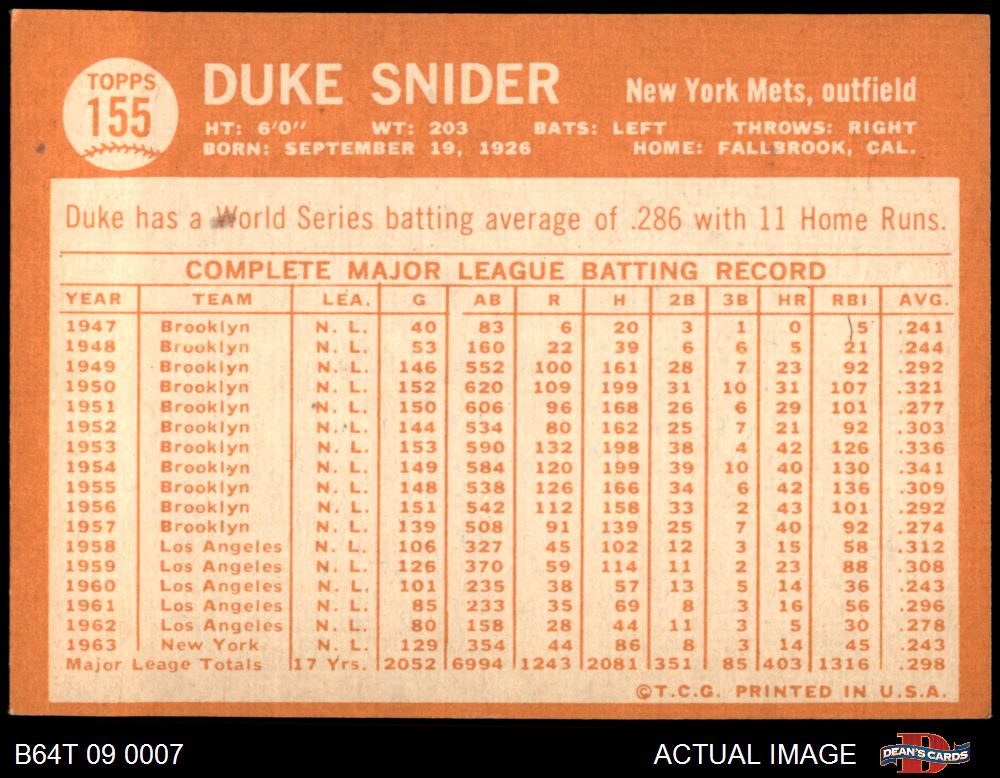 TOPPS
155
DUKE SNIDER
New York Mets, outfield
HT: 6'0" WT: 203 BATS: LEFT THROWS: RIGHT
BORN: SEPTEMBER 19, 1926 HOME: FALLBROOK, CAL.
Duke has a World Series batting average of .286 with 11 Home Runs.
COMPLETE MAJOR LEAGUE BATTING RECORD
YEAR TEAM LEA. G AB R H 2B 3B HR RBI AVG.
1947 Brooklyn N. L. 40 83 6 20 3 1 0 5 .241
1948 Brooklyn N. L. 53 160 22 39 6 6 5 21 .244
1949 Brooklyn N. L. 146 552 100 161 28 7 23 92 .292
1950 Brooklyn N. L. 152 620 109 199 31 10 31 107 .321
1951 Brooklyn N. L. 150 606 96 168 26 6 29 101 .277
1952 Brooklyn N. L. 144 534 80 162 25 7 21 92 .303
1953 Brooklyn N. L. 153 590 132 198 38 4 42 126 .336
1954 Brooklyn N. L. 149 584 120 199 39 10 40 130 .341
1955 Brooklyn N. L. 148 538 126 166 34 6 42 136 .309
1956 Brooklyn N. L. 151 542 112 158 33 2 43 101 .292
1957 Brooklyn N. L. 139 508 91 139 25 7 40 92 .274
1958 Los Angeles N. L. 106 327 45 102 12 3 15 58 .312
1959 Los Angeles N. L. 126 370 59 114 11 2 23 88 .308
1960 Los Angeles N. L. 101 235 38 57 13 5 14 36 .243
1961 Los Angeles N. L. 85 233 35 69 8 3 16 56 .296
1962 Los Angeles N. L. 80 158 28 44 11 3 5 30 .278
1963 New York N. L. 129 354 44 86 8 3 14 45 .243
Major Leage Totals 17 Yrs. 2052 6994 1243 2081 351 85 403 1316 .298
©T.C.G. PRINTED IN U.S.A.
B64T 09 0007 ACTUAL IMAGE DEAN'S CARDS